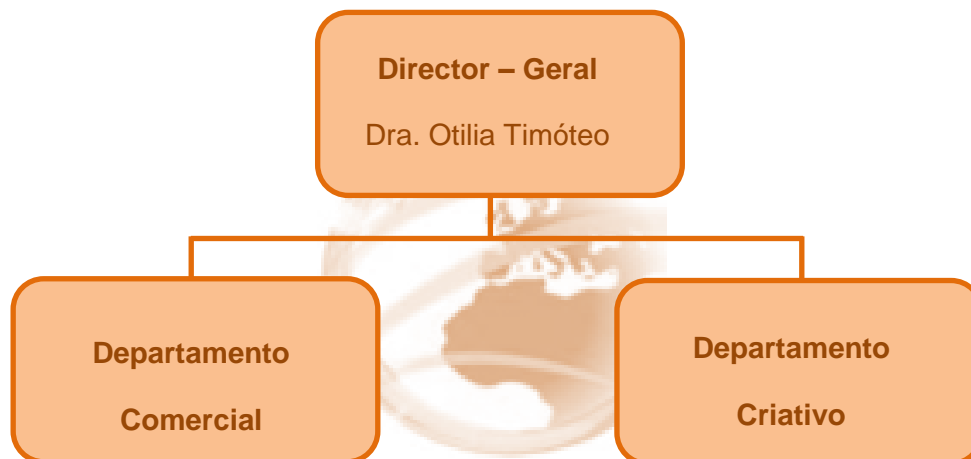 Director – Geral
Dra. Otilia Timóteo
Departamento
Comercial
Departamento
Criativo